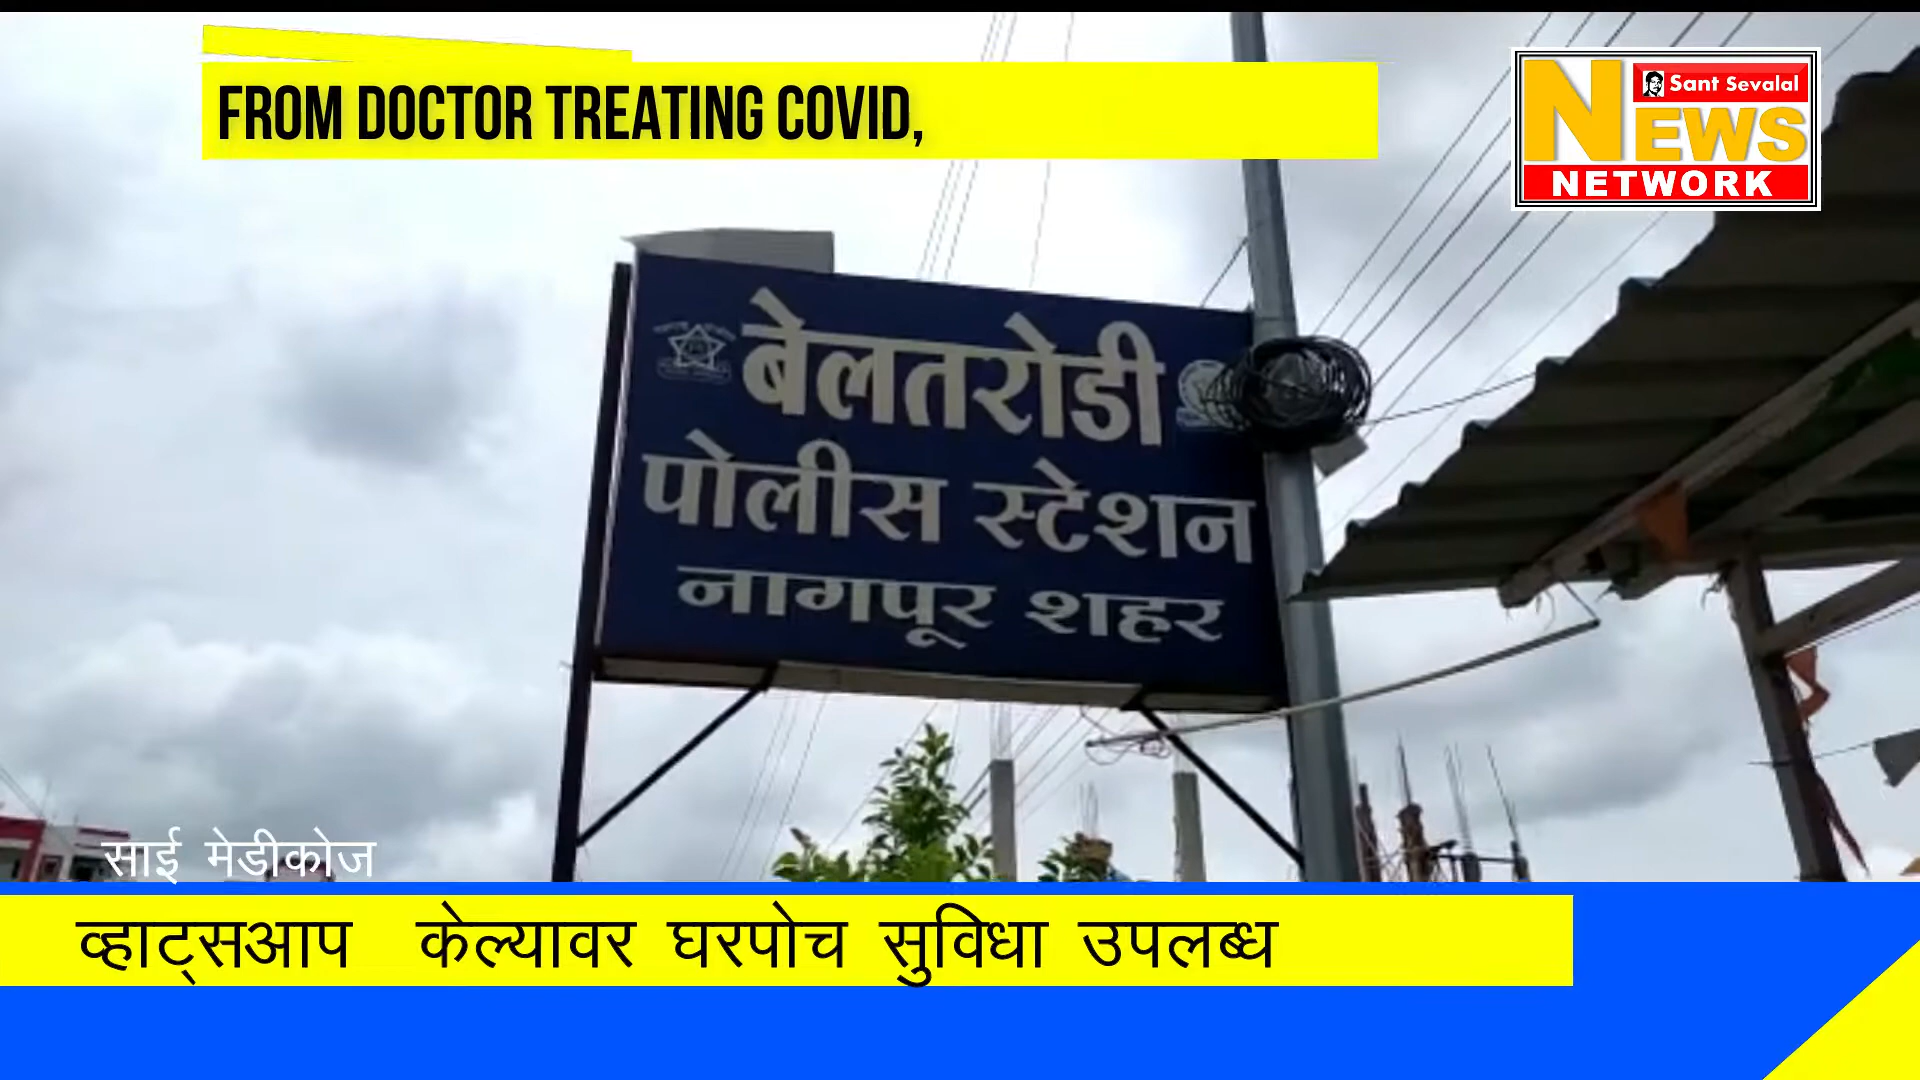 FROM DOCTOR TREATING COVID,
Sant Sevalal
NEWS
NETWORK
बेलतरोडी
पोलीस स्टेशन
नागपूर शहर
साई मेडीकोज
व्हाट्सआप केल्यावर घरपोच सुविधा उपलब्ध